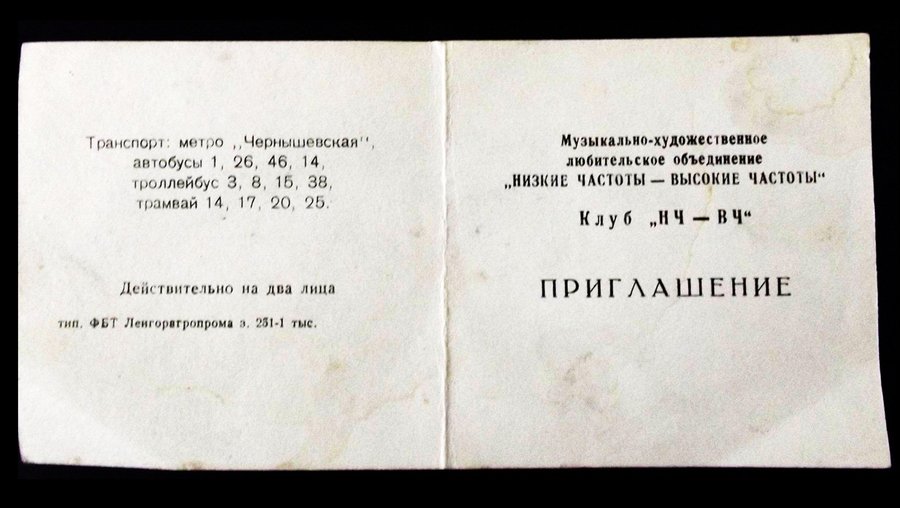 Транспорт: метро ,,Чернышевская",
автобусы 1, 26, 46, 14,
троллейбус 3, 8, 15, 38,
трамвай 14, 17, 20, 25.
Действительно на два лица
тип. ФБТ Ленгорагропрома з. 251-1 тыс.
Музыкально-художественное
любительское объединение
„НИЗКИЕ ЧАСТОТЫ — ВЫСОКИЕ ЧАСТОТЫ“
Клуб „НЧ — ВЧ“
ПРИГЛАШЕНИЕ